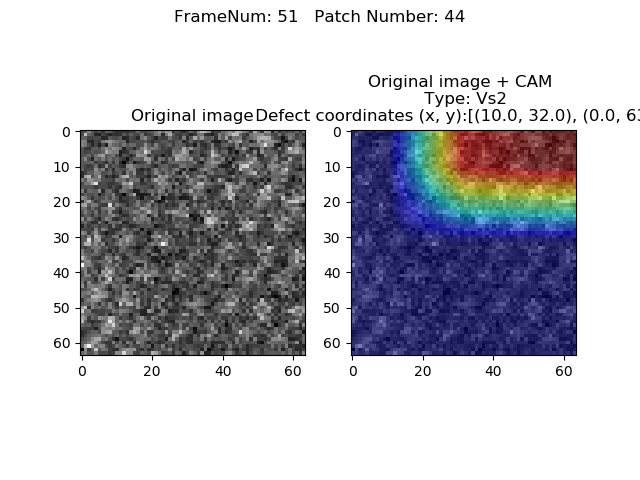 FrameNum: 51   Patch Number: 44
Original image + CAM
Type: Vs2
Original image
Defect coordinates (x, y):[(10.0, 32.0), (0.0, 63
0
10
20
30
40
50
60
0 20 40 60
0
10
20
30
40
50
60
0 20 40 60